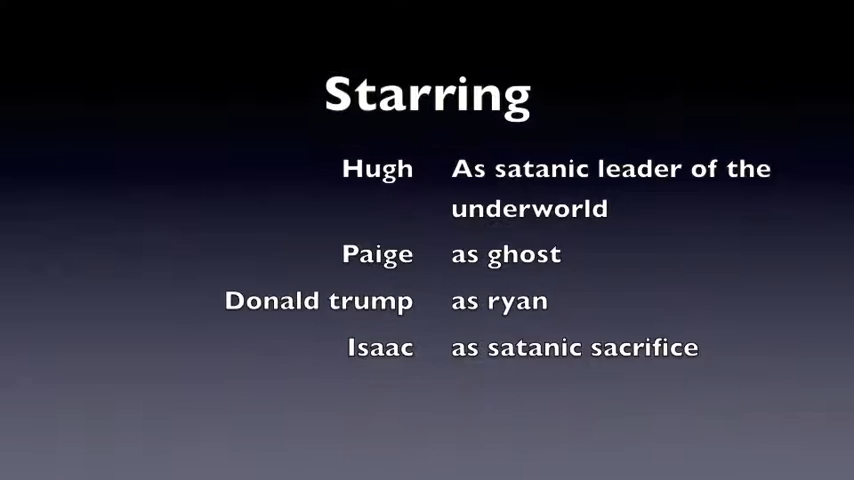 Starring
Hugh As satanic leader of the
underworld
Paige as ghost
Donald trump as ryan
Isaac as satanic sacrifice